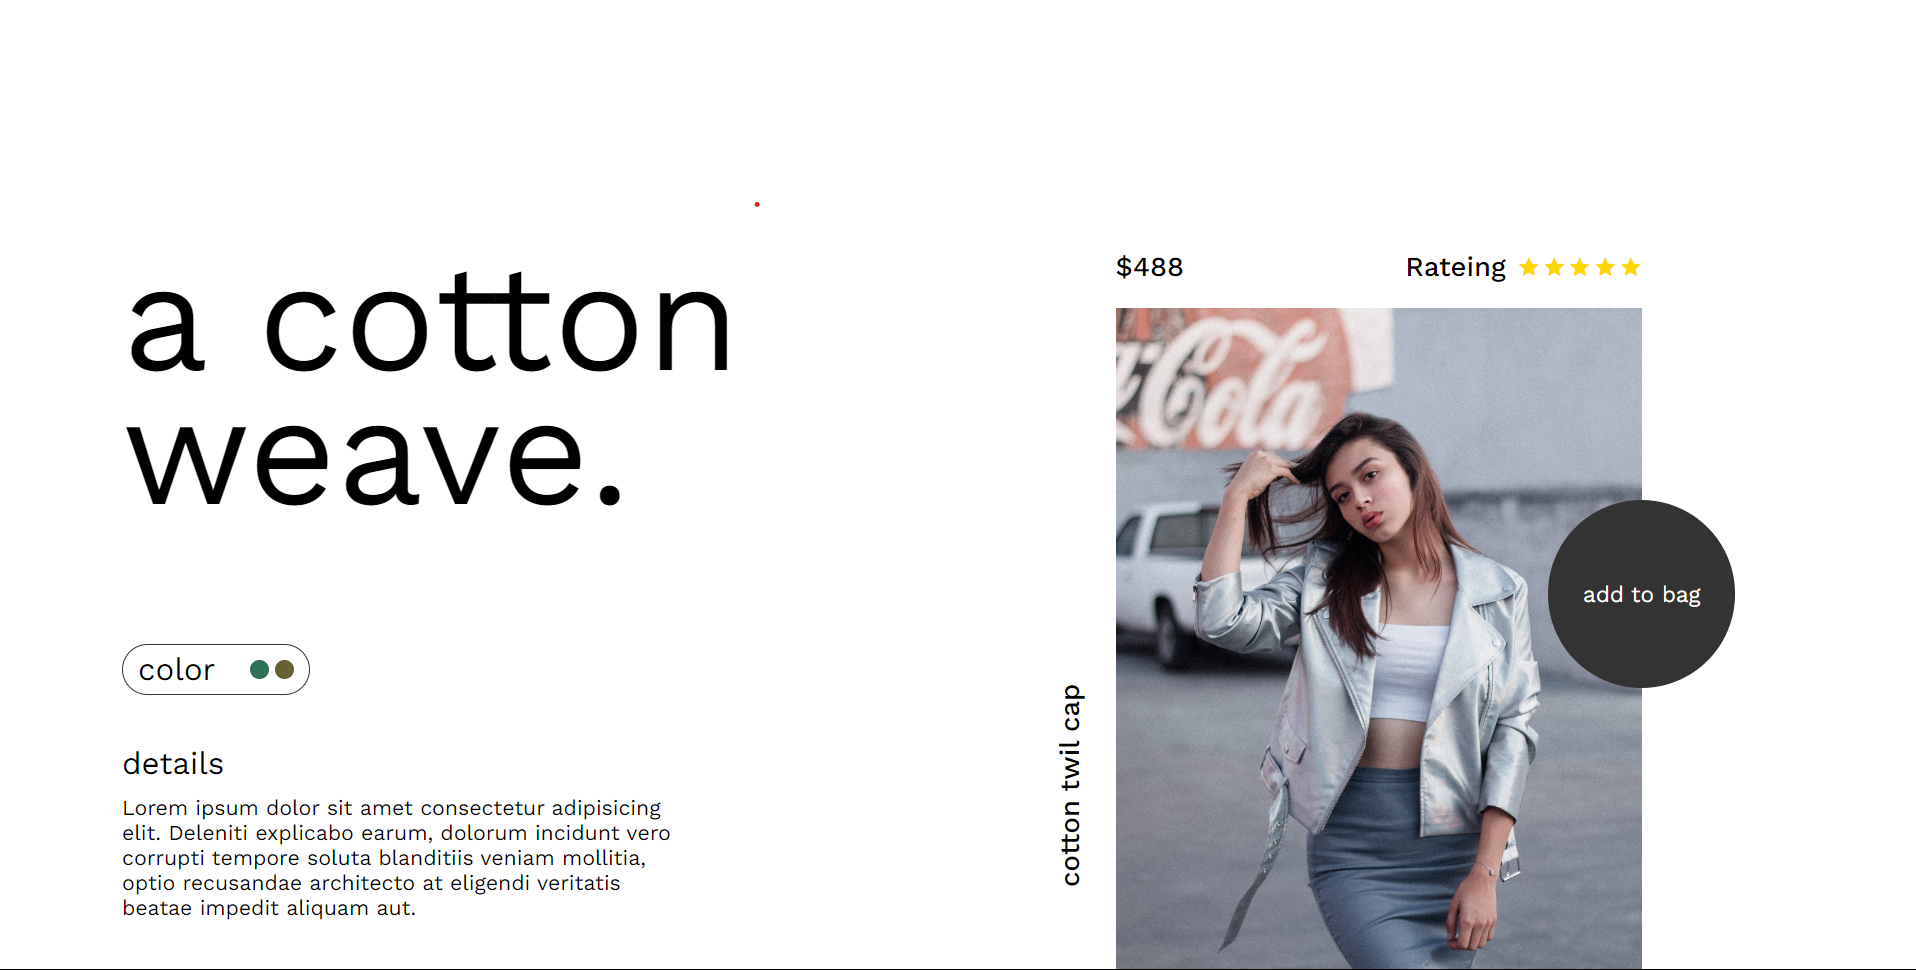 a cotton
weave.
color
details
Lorem ipsum dolor sit amet consectetur adipisicing
elit. Deleniti explicabo earum, dolorum incidunt vero
corrupti tempore soluta blanditiis veniam mollitia,
optio recusandae architecto at eligendi veritatis
beatae impedit aliquam aut.
cotton twil cap
$488
Rateing
Cola
add to bag